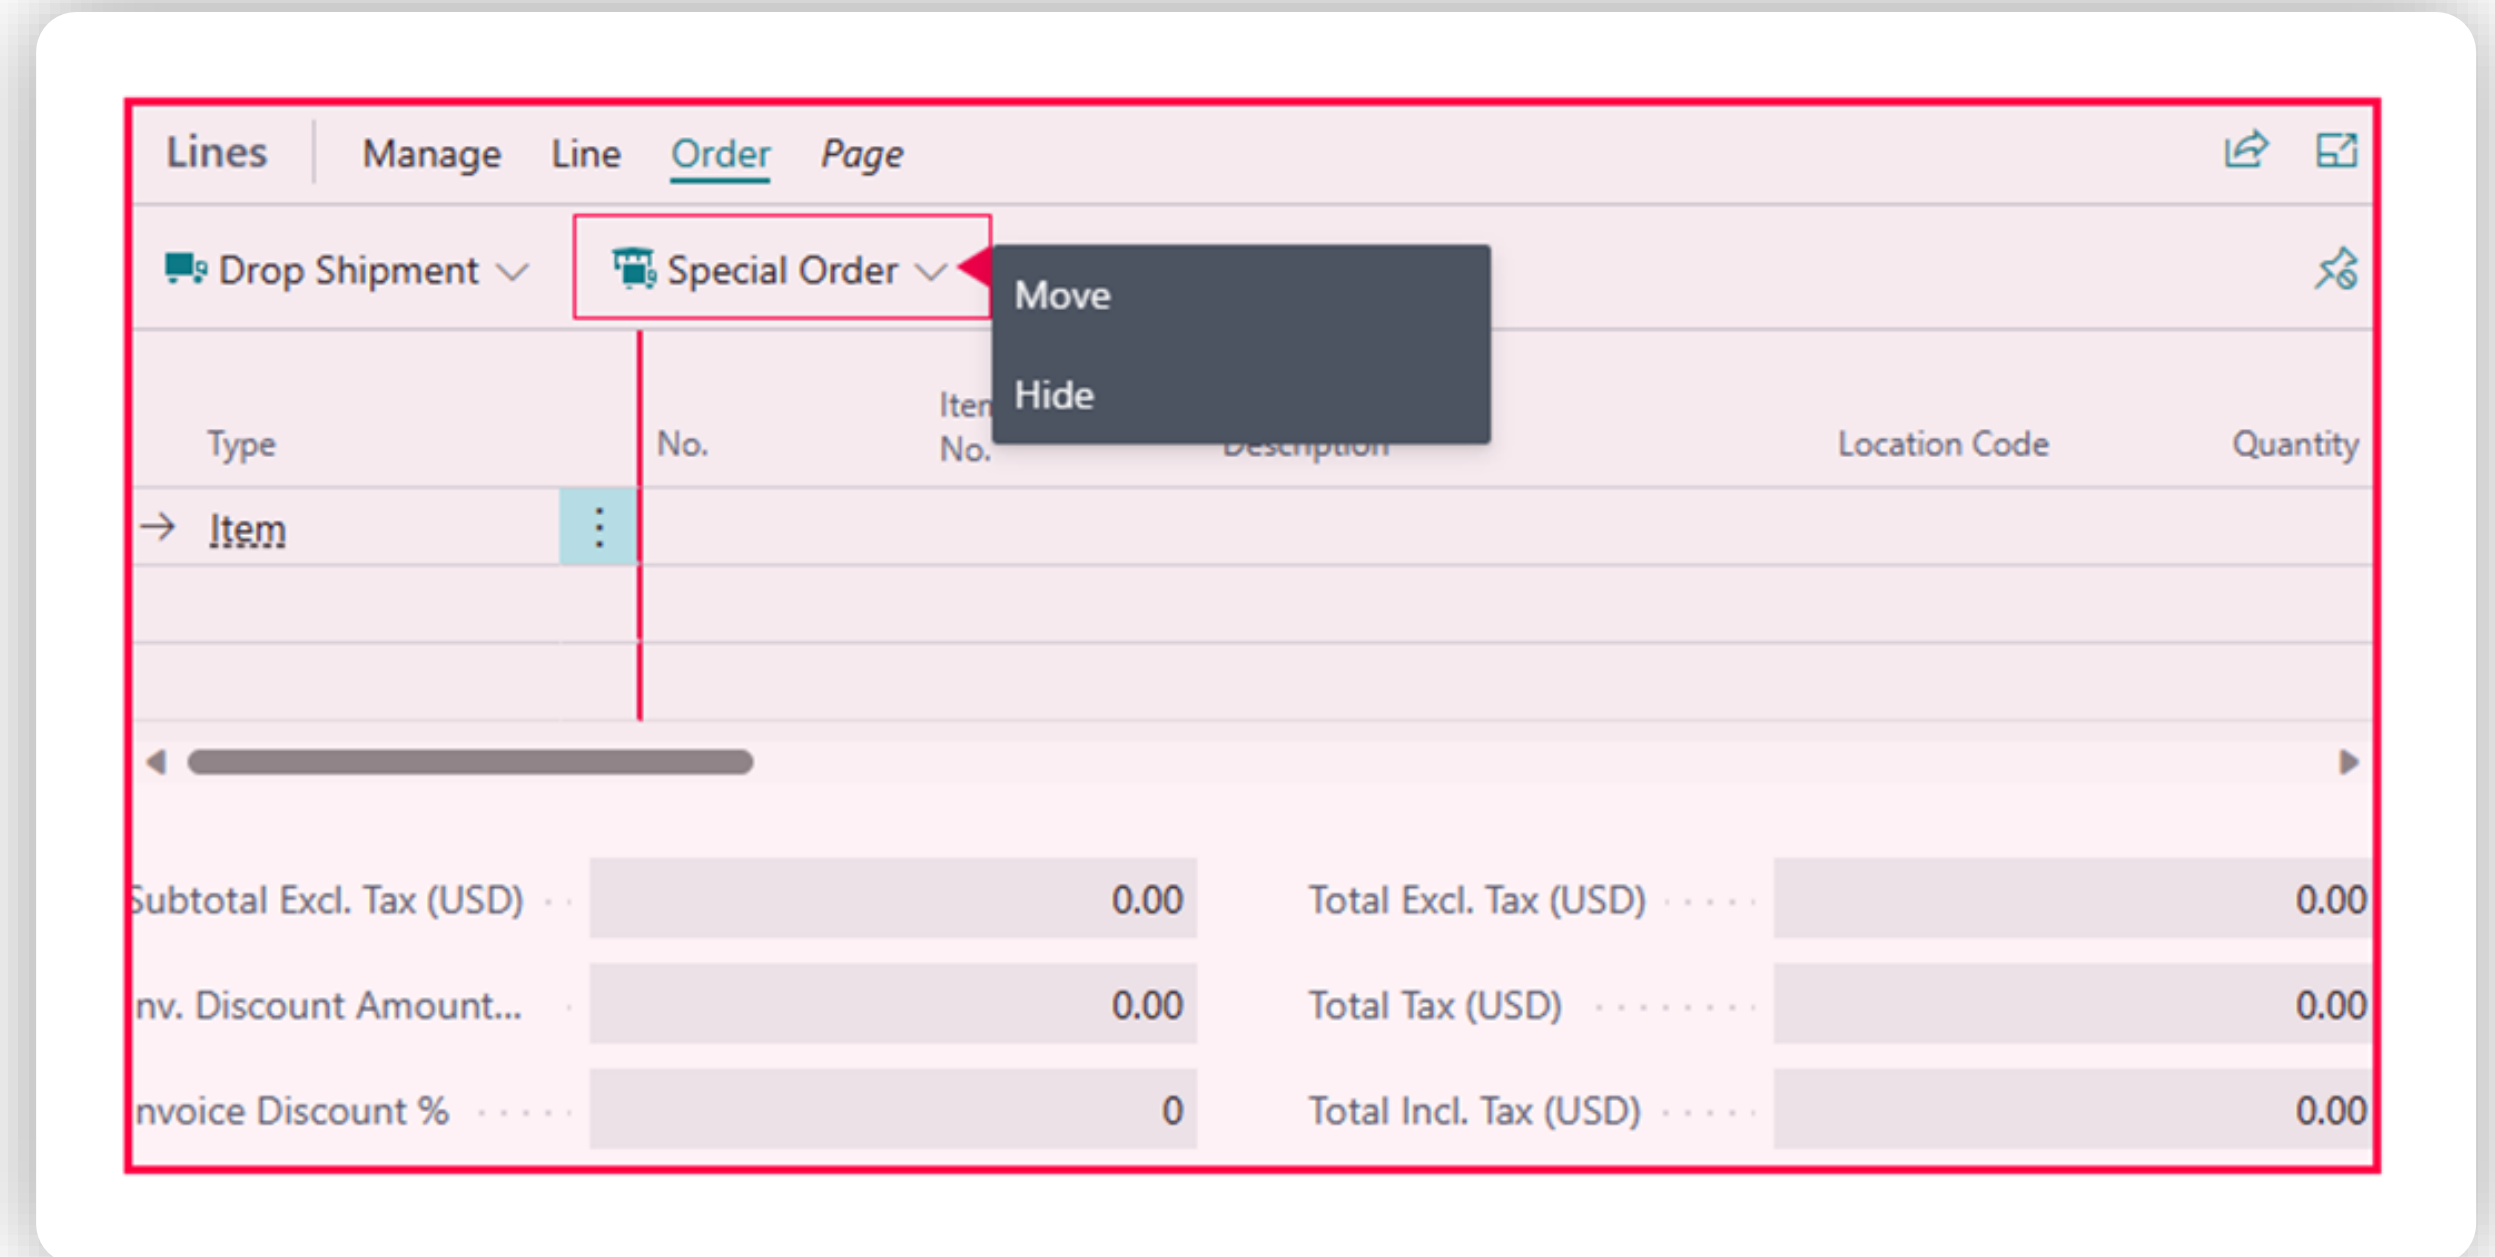 Lines Manage Line Order Page
Drop Shipment Special Order
Move
Hide
Type No. No. Description Location Code Quantity
Item
Subtotal Excl. Tax (USD) 0.00 Total Excl. Tax (USD) 0.00
nv. Discount Amount... 0.00 Total Tax (USD) 0.00
nvoice Discount % 0 Total Incl. Tax (USD) 0.00